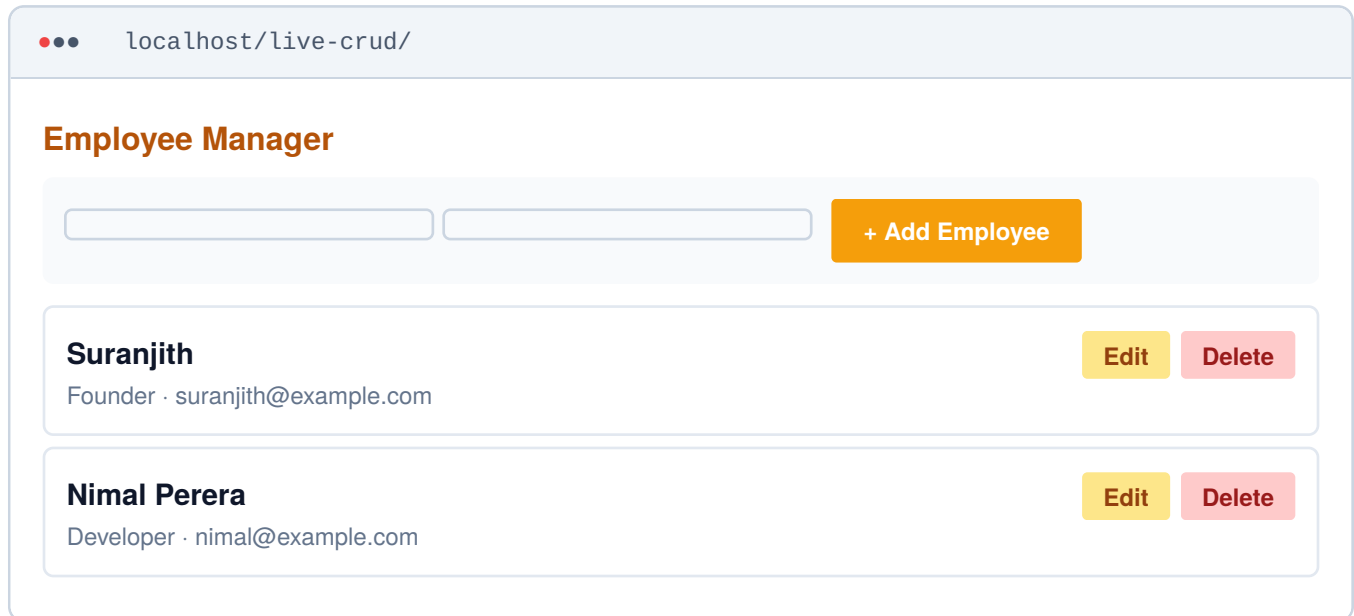 localhost/live-crud/
Employee Manager
+ Add Employee
Suranjith
Edit Delete
Founder · suranjith@example.com
Nimal Perera
Edit Delete
Developer · nimal@example.com